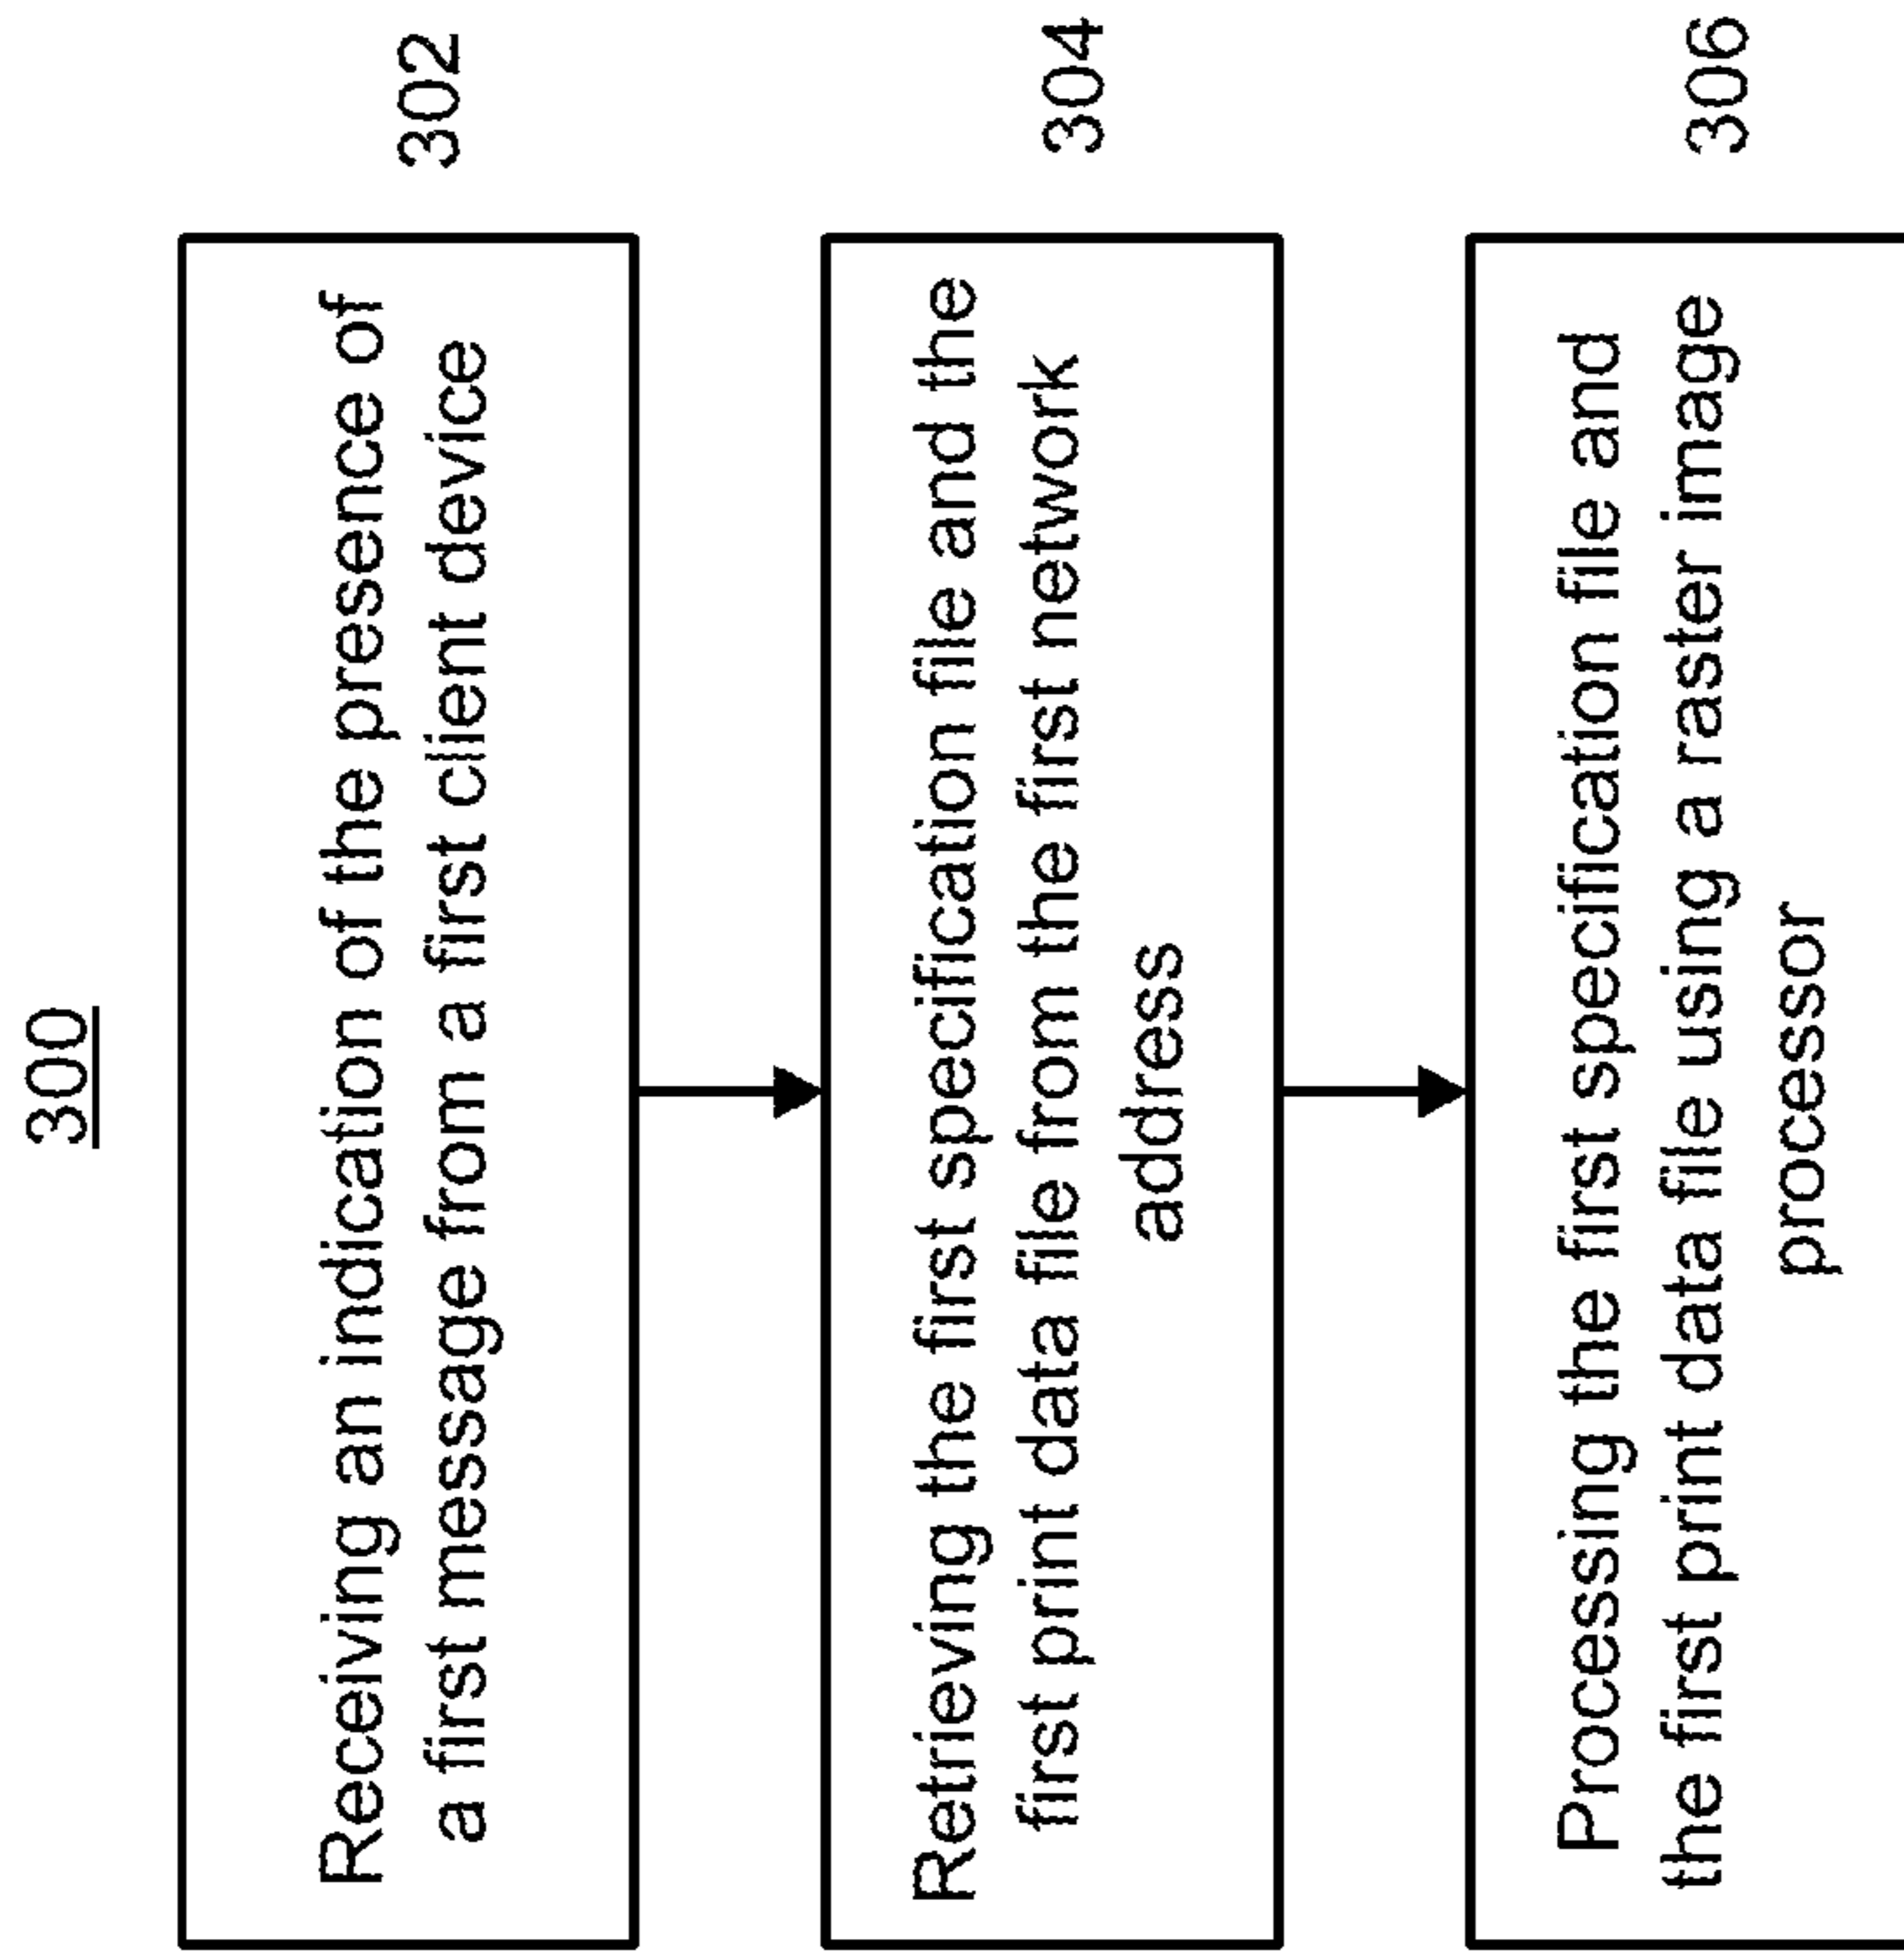 300
Receiving an indication of the presence of
a first message from a first client device
302
Retrieving the first specification file and the
first print data file from the first network
address
304
Processing the first specification file and
the first print data file using a raster image
processor
306